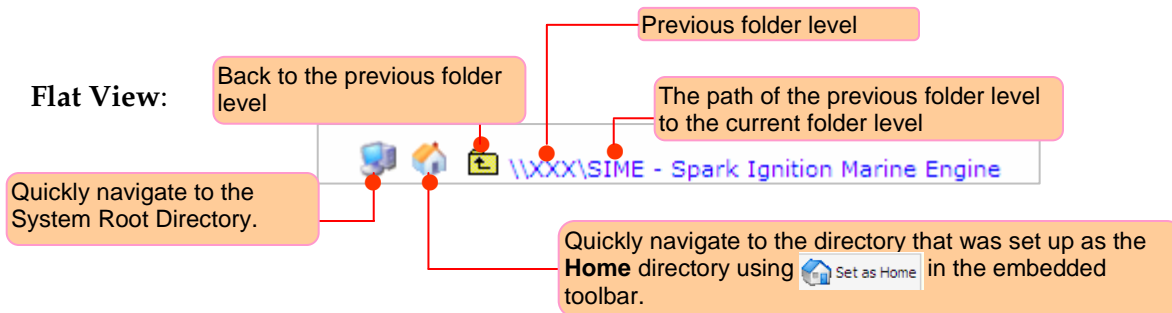 Previous folder level
Flat View:
Back to the previous folder
level
The path of the previous folder level
to the current folder level
\\XXX\SIME - Spark Ignition Marine Engine
Quickly navigate to the
System Root Directory.
Quickly navigate to the directory that was set up as the
Home directory using Set as Home in the embedded
toolbar.